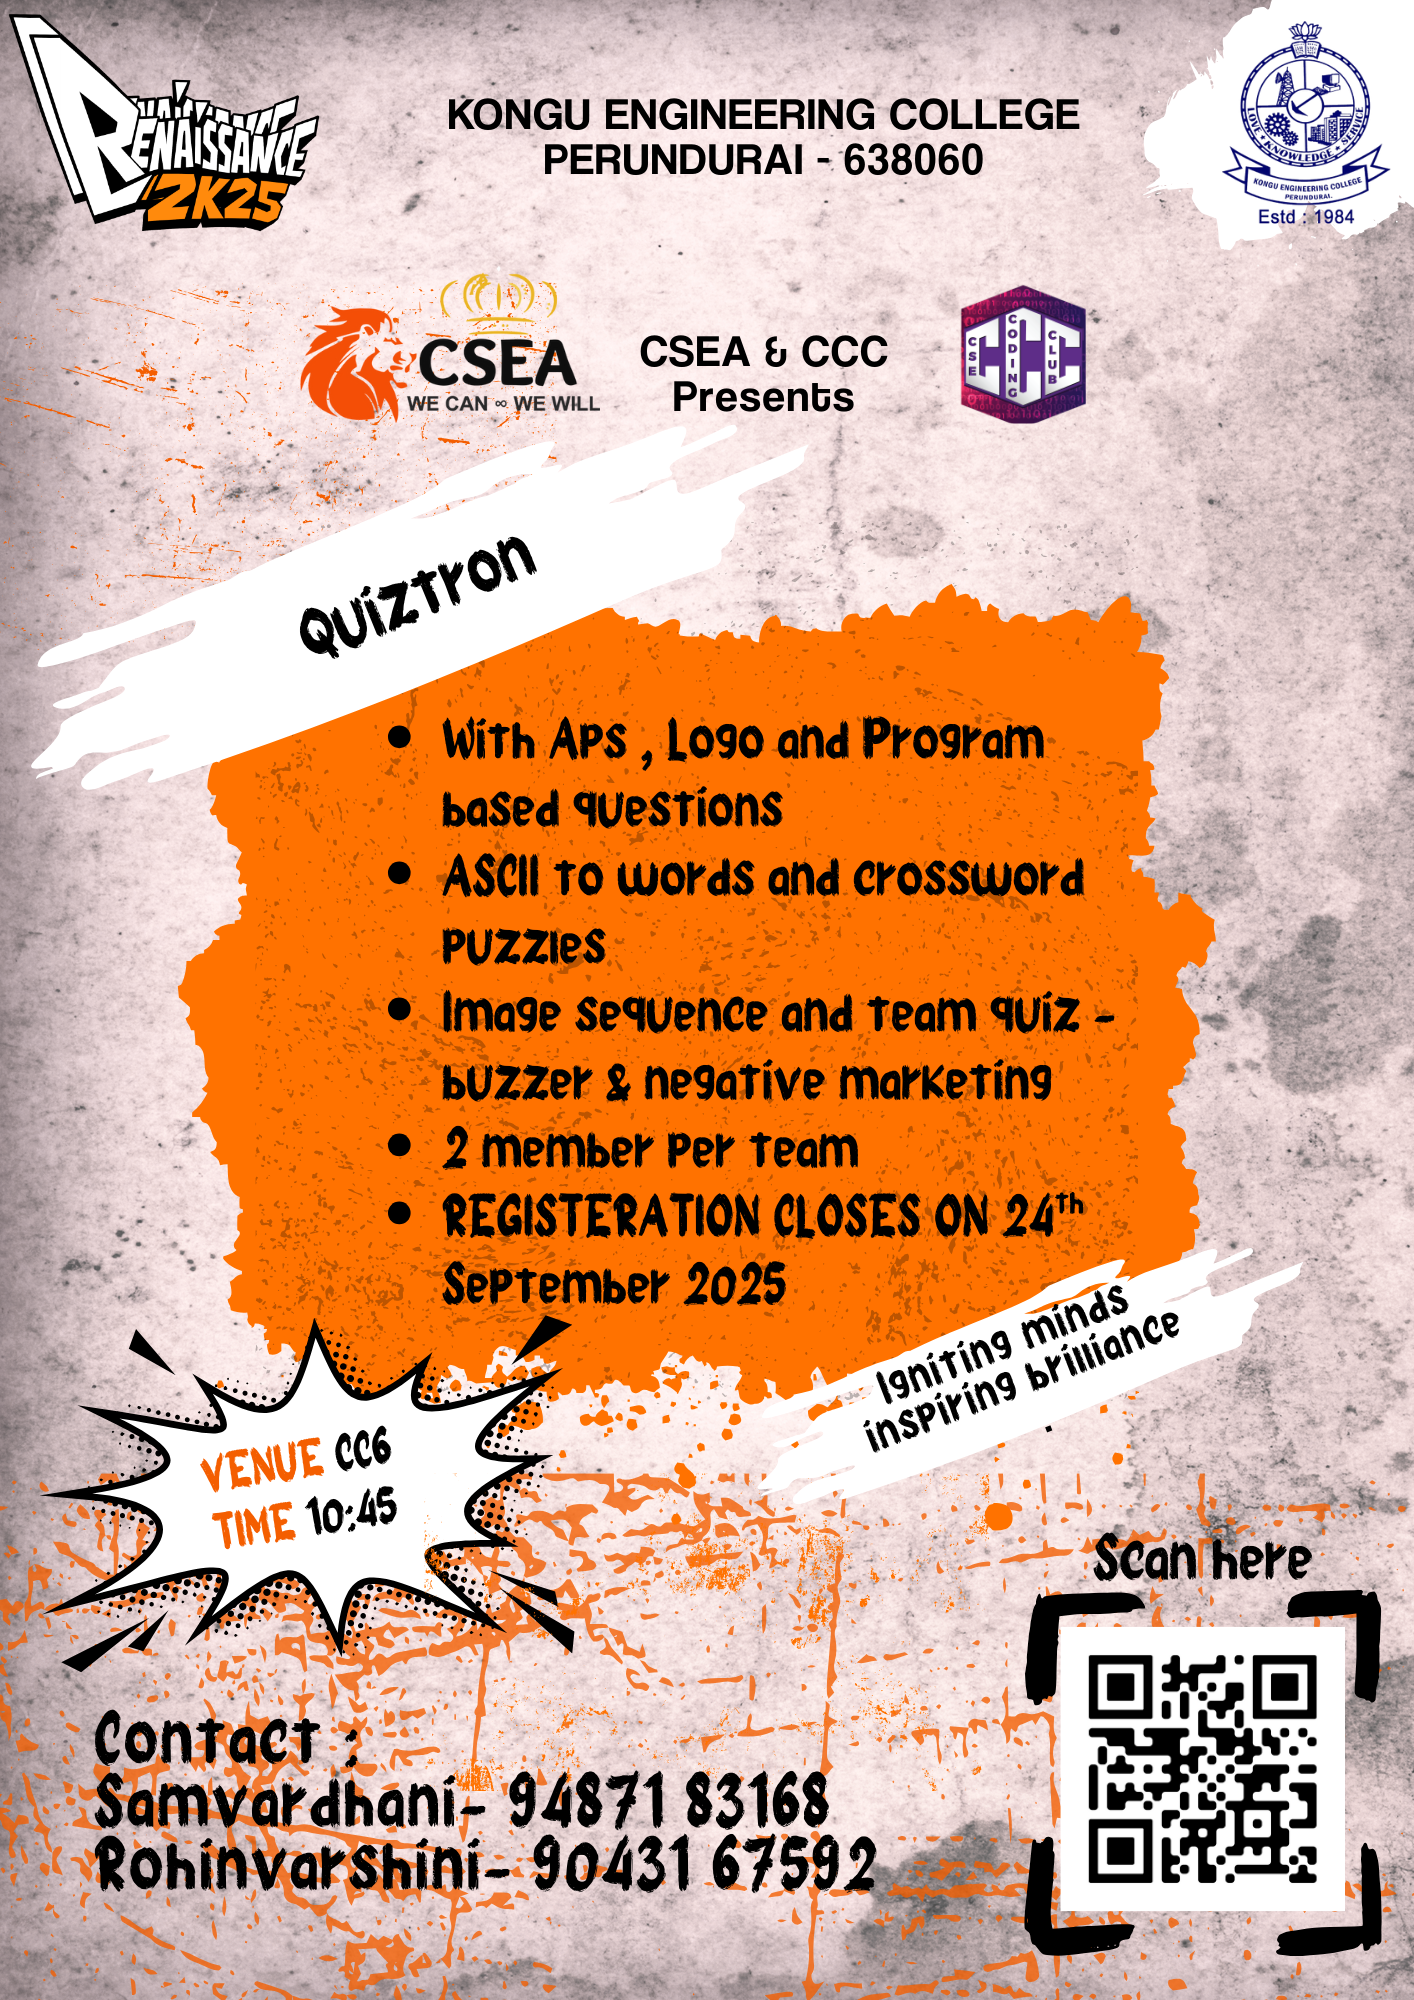 RENAISSANCE
2K25
KONGU ENGINEERING COLLEGE
PERUNDURAI - 638060
LOVE ★ KNOWLEDGE ★ SERVICE
KONGU ENGINEERING COLLEGE
PERUNDURAI.
Estd : 1984
CSEA
WE CAN ∞ WE WILL
CSEA & CCC
Presents
CSE
CODING
CLUB
Quiztron
• With Aps , Logo and Program
based questions
• ASCII to words and crossword
puzzles
• Image sequence and team quiz -
buzzer & negative marketing
• 2 member per team
• REGISTERATION CLOSES ON 24th
September 2025
Igniting minds
inspiring brilliance
.
VENUE CC6
TIME 10:45
Scan here
Contact :
Samvardhani- 94871 83168
Rohinvarshini- 90431 67592